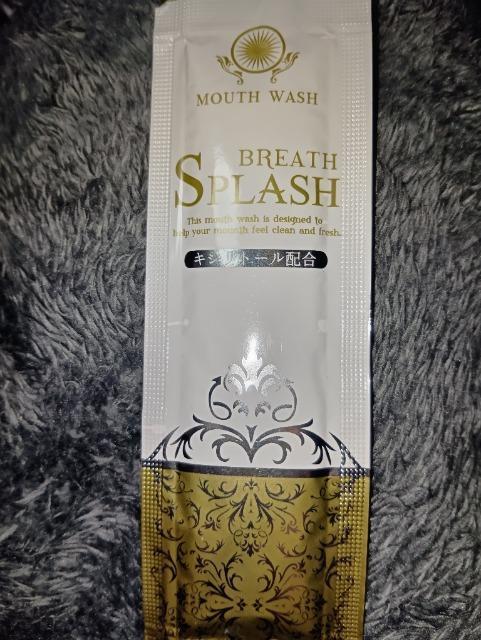 MOUTH WASH
BREATH
SPLASH
This mouth wash is designed to
help your mounth feel clean and fresh.
キシリトール配合